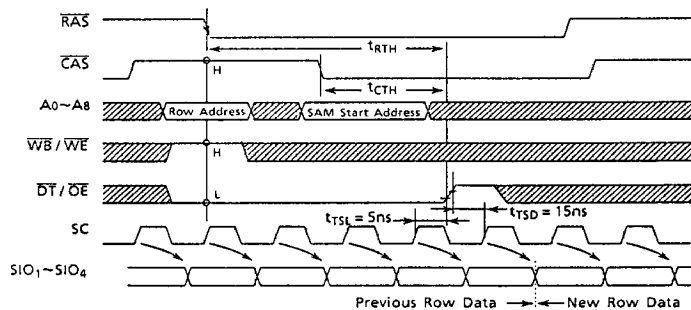 RAS
tRTH
CAS
H
tCTH
A0~A8
Row Address
SAM Start Address
WB / WE
H
DT / OE
L
tTSL = 5ns
tTSD = 15ns
SC
SIO1~SIO4
Previous Row Data
New Row Data